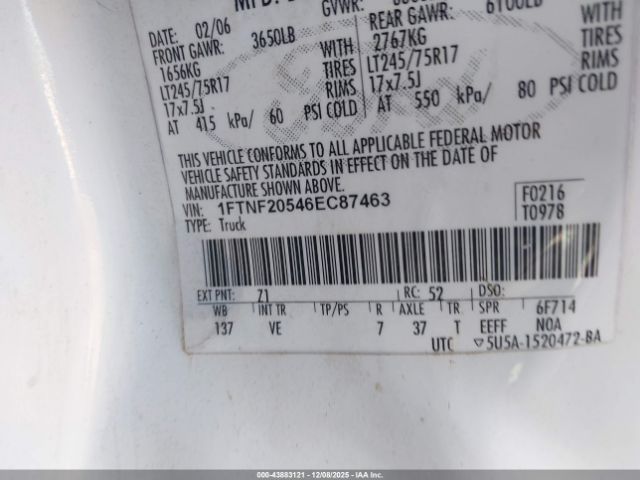 DATE: 02/06 GVWR:
FRONT GAWR: 3650LB REAR GAWR: 6100LB
1656KG WITH 2767KG WITH
LT245/75R17 TIRES LT245/75R17 TIRES
17x7.5J RIMS 17x7.5J RIMS
AT 415 kPa/ 60 PSI COLD AT 550 kPa/ 80 PSI COLD
THIS VEHICLE CONFORMS TO ALL APPLICABLE FEDERAL MOTOR
VEHICLE SAFETY STANDARDS IN EFFECT ON THE DATE OF
MANUFACTURE SHOWN ABOVE.
VIN: 1FTNF20546EC87463 F0216
TYPE: Truck T0978
EXT PNT: Z1 RC: 52 DSO:
WB INT TR TP/PS R AXLE TR SPR 6F714
137 VE 7 37 T EEFF NOA
UTC ▽5U5A-1520472-BA
000-43883121 - 12/08/2025 - IAA Inc.